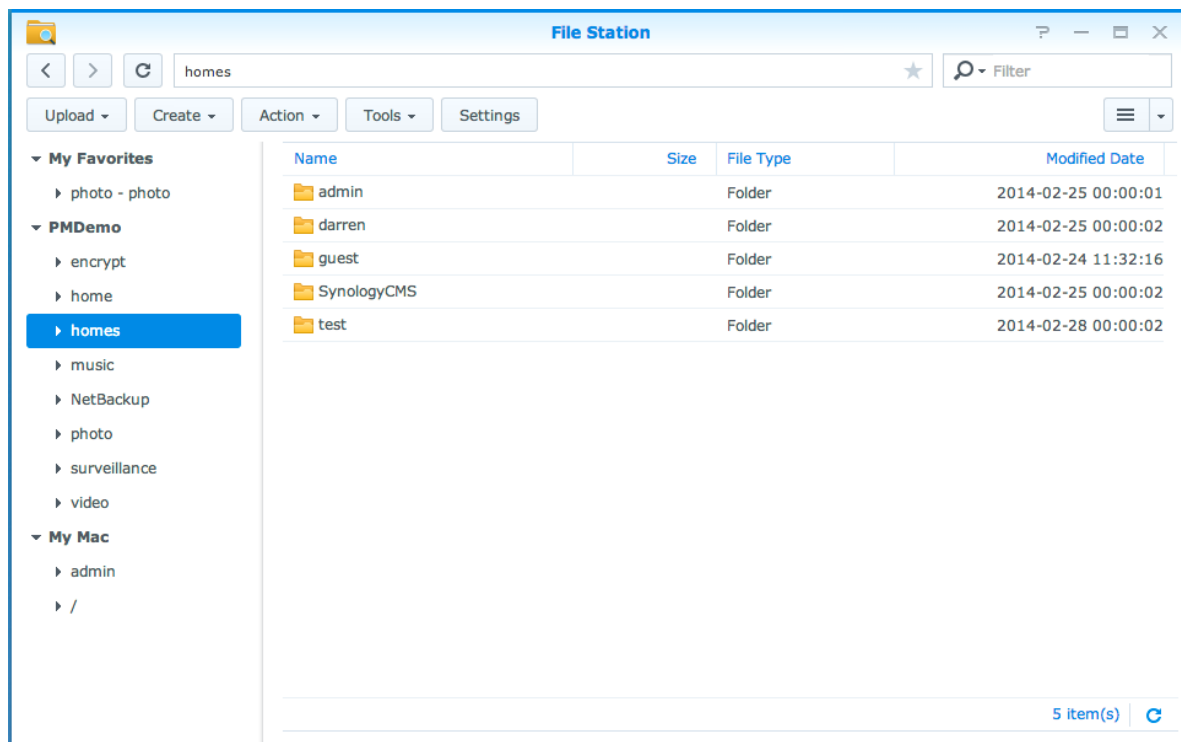 File Station
homes
Filter
Upload Create Action Tools Settings
My Favorites
photo - photo
PMDemo
encrypt
home
homes
music
NetBackup
photo
surveillance
video
My Mac
admin
/
Name Size File Type Modified Date
admin Folder 2014-02-25 00:00:01
darren Folder 2014-02-25 00:00:02
guest Folder 2014-02-24 11:32:16
SynologyCMS Folder 2014-02-25 00:00:02
test Folder 2014-02-28 00:00:02
5 item(s)